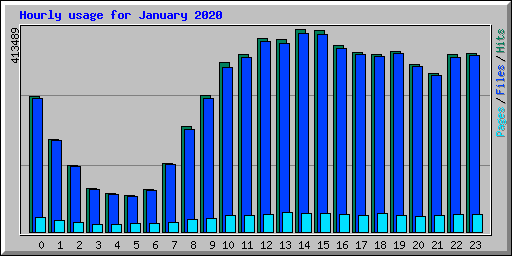 Hourly usage for January 2020
413489
Pages/Files/Hits
0 1 2 3 4 5 6 7 8 9 10 11 12 13 14 15 16 17 18 19 20 21 22 23